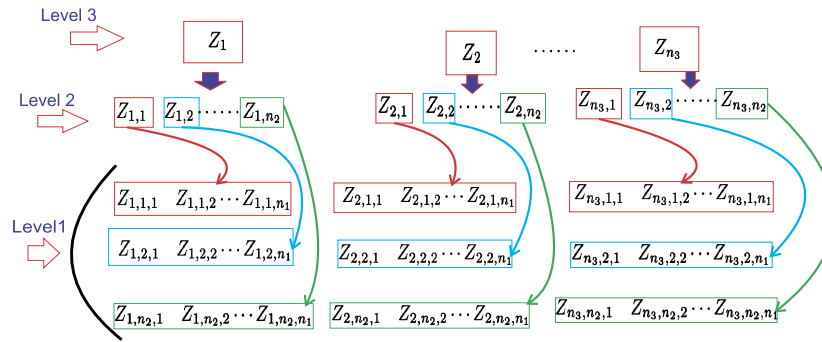 Level 3 Z_1 Z_2 ······ Z_{n_3}
Level 2 Z_{1,1} Z_{1,2} ······ Z_{1,n_2} Z_{2,1} Z_{2,2} ······ Z_{2,n_2} Z_{n_3,1} Z_{n_3,2} ······ Z_{n_3,n_2}
Z_{1,1,1} Z_{1,1,2} ··· Z_{1,1,n_1} Z_{2,1,1} Z_{2,1,2} ··· Z_{2,1,n_1} Z_{n_3,1,1} Z_{n_3,1,2} ··· Z_{n_3,1,n_1}
Level1 Z_{1,2,1} Z_{1,2,2} ··· Z_{1,2,n_1} Z_{2,2,1} Z_{2,2,2} ··· Z_{2,2,n_1} Z_{n_3,2,1} Z_{n_3,2,2} ··· Z_{n_3,2,n_1}
Z_{1,n_2,1} Z_{1,n_2,2} ··· Z_{1,n_2,n_1} Z_{2,n_2,1} Z_{2,n_2,2} ··· Z_{2,n_2,n_1} Z_{n_3,n_2,1} Z_{n_3,n_2,2} ··· Z_{n_3,n_2,n_1}